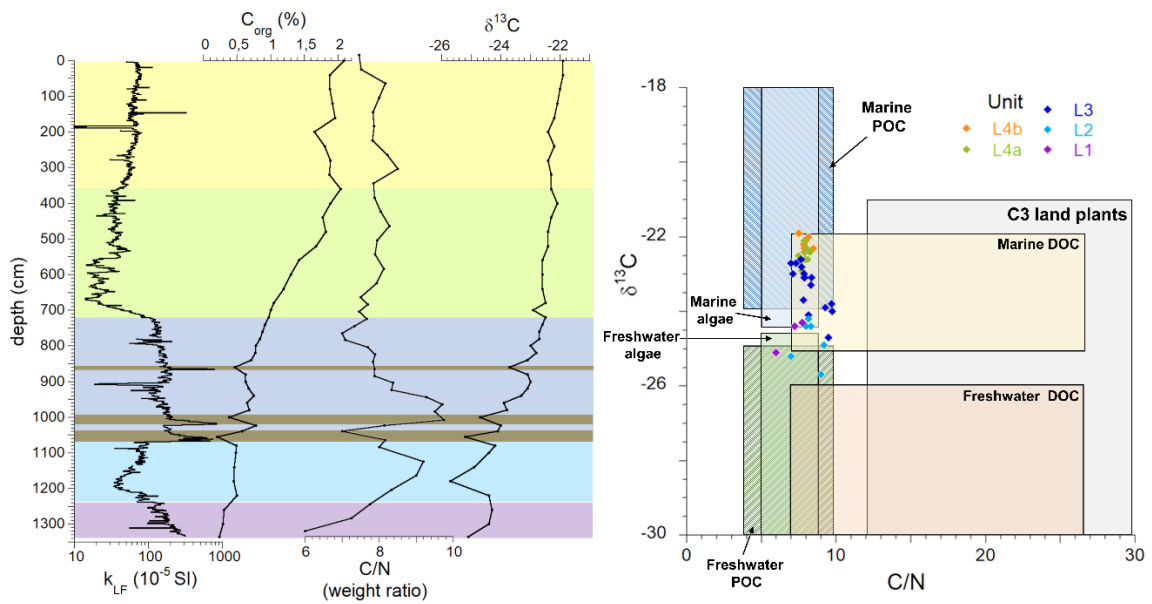 C_org (%)
δ¹³C
0
0,5
1
1,5
2
-26
-24
-22
depth (cm)
0
100
200
300
400
500
600
700
800
900
1000
1100
1200
1300
10
100
1000
6
8
10
k_LF (10⁻⁵ SI)
C/N
(weight ratio)
-18
-22
-26
-30
δ¹³C
Unit
L4b
L4a
L3
L2
L1
Marine
POC
C3 land plants
Marine DOC
Marine
algae
Freshwater
algae
Freshwater DOC
Freshwater
POC
0
10
20
30
C/N